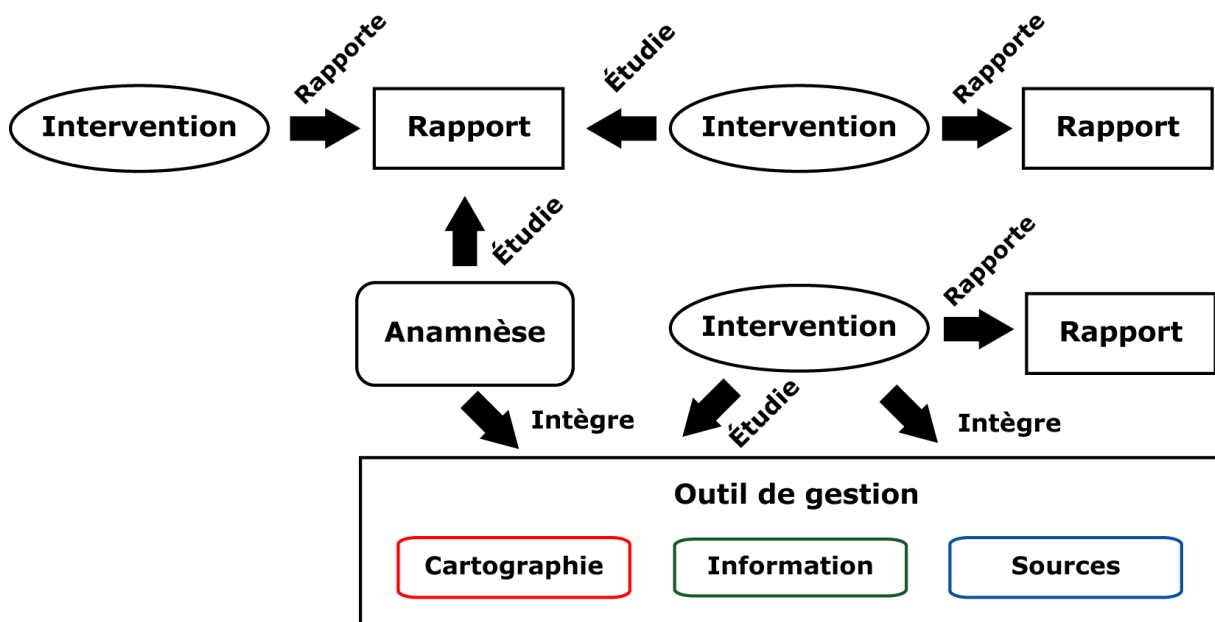 Rapporte
Étudie
Rapporte
Intervention
Rapport
Intervention
Rapport
Étudie
Rapporte
Anamnèse
Intervention
Rapport
Intègre
Étudie
Intègre
Outil de gestion
Cartographie
Information
Sources